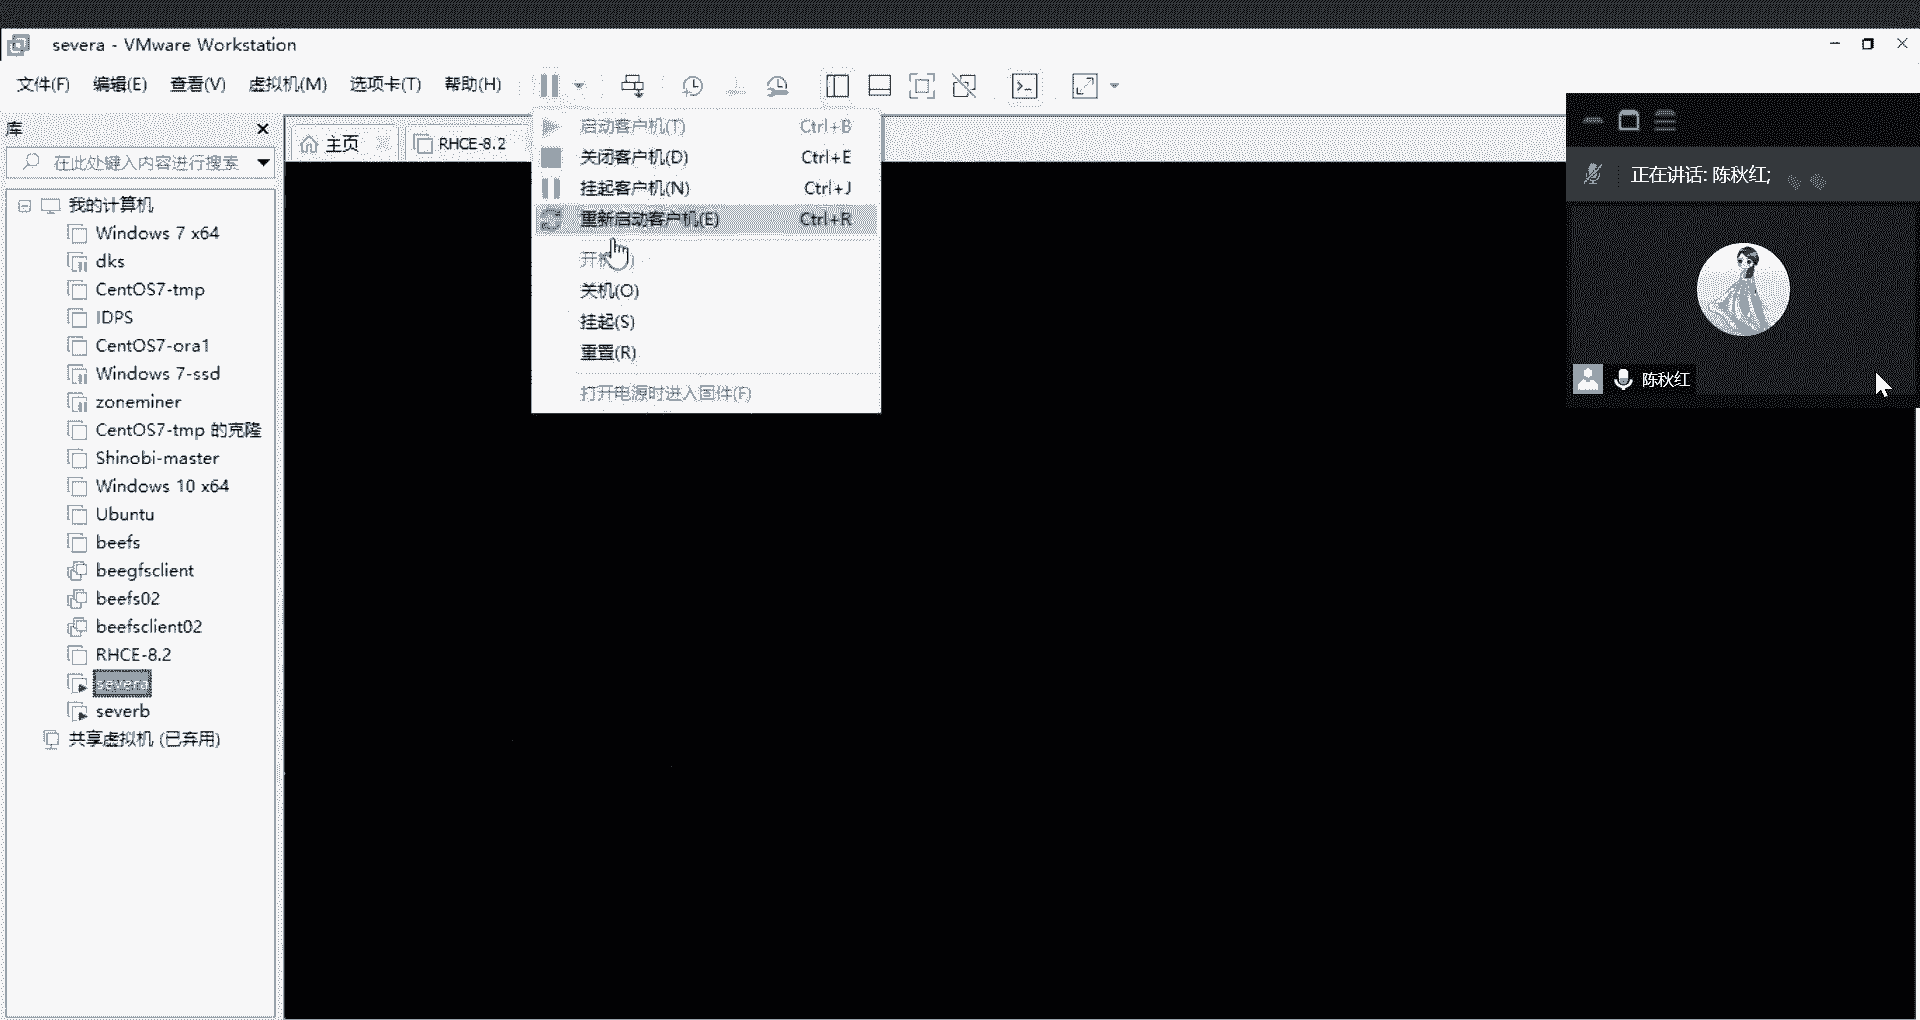 severa - VMware Workstation
文件(F) 编辑(E) 查看(V) 虚拟机(M) 选项卡(T) 帮助(H)
库
在此处键入内容进行搜索
我的计算机
Windows 7 x64
dks
CentOS7-tmp
IDPS
CentOS7-ora1
Windows 7-ssd
zoneminer
CentOS7-tmp 的克隆
Shinobi-master
Windows 10 x64
Ubuntu
beefs
beegfsclient
beefs02
beefsclient02
RHCE-8.2
severa
severb
共享虚拟机 (已弃用)
主页
RHCE-8.2
启动客户机(T) Ctrl+B
关闭客户机(D) Ctrl+E
挂起客户机(N) Ctrl+J
重新启动客户机(E) Ctrl+R
关机(O)
挂起(S)
重置(R)
打开电源时进入固件(F)
正在讲话: 陈秋红;
陈秋红